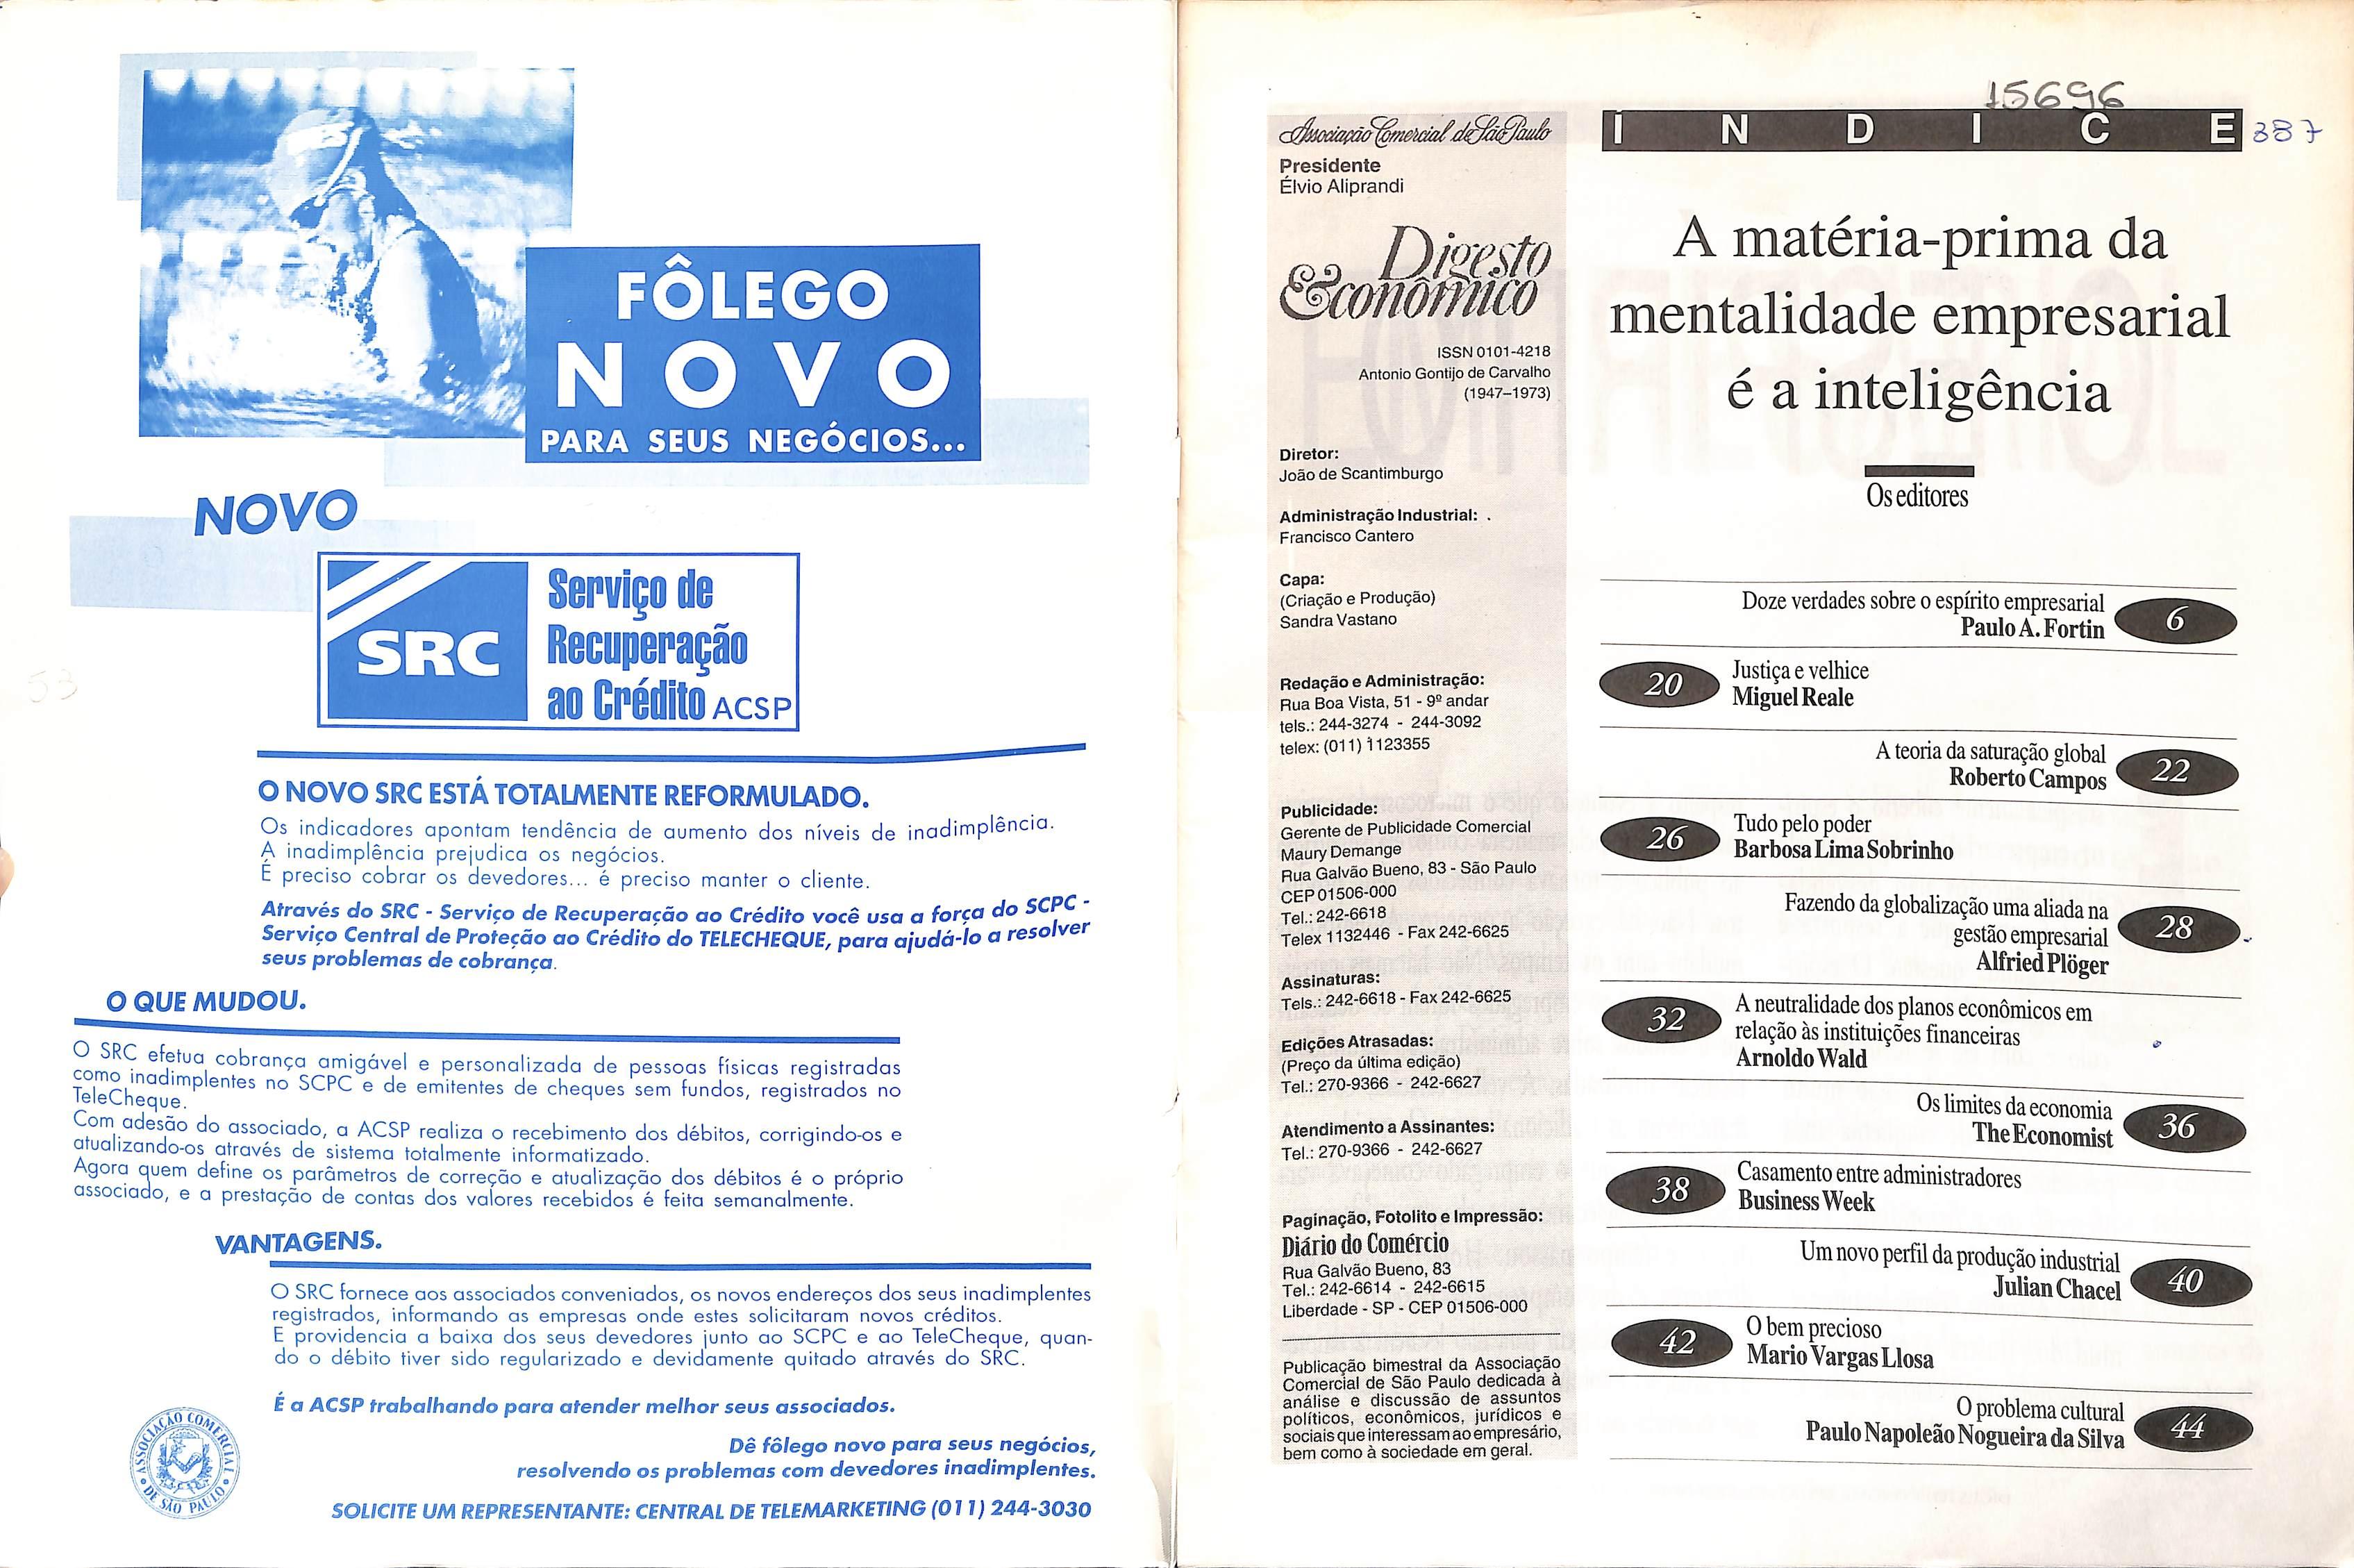 FÔLEGO
NOVO
PARA SEUS NEGÓCIOS...
NOVO
SRC
Serviço de
Recuperação
ao Crédito ACSP
O NOVO SRC ESTÁ TOTALMENTE REFORMULADO.
Os indicadores apontam tendência de aumento dos níveis de inadimplência.
A inadimplência prejudica os negócios.
É preciso cobrar os devedores... é preciso manter o cliente.
Através do SRC - Serviço de Recuperação ao Crédito você usa a força do SCPC -
Serviço Central de Proteção ao Crédito do TELECHEQUE, para ajudá-lo a resolver
seus problemas de cobrança.
O QUE MUDOU.
O SRC efetua cobrança amigável e personalizada de pessoas físicas registradas
como inadimplentes no SCPC e de emitentes de cheques sem fundos, registrados no
TeleCheque.
Com adesão do associado, a ACSP realiza o recebimento dos débitos, corrigindo-os e
atualizando-os através de sistema totalmente informatizado.
Agora quem define os parâmetros de correção e atualização dos débitos é o próprio
associado, e a prestação de contas dos valores recebidos é feita semanalmente.
VANTAGENS.
O SRC fornece aos associados conveniados, os novos endereços dos seus inadimplentes
registrados, informando as empresas onde estes solicitaram novos créditos.
E providencia a baixa dos seus devedores junto ao SCPC e ao TeleCheque, quan-
do o débito tiver sido regularizado e devidamente quitado através do SRC.
É a ACSP trabalhando para atender melhor seus associados.
Dê fôlego novo para seus negócios,
resolvendo os problemas com devedores inadimplentes.
SOLICITE UM REPRESENTANTE: CENTRAL DE TELEMARKETING (011) 244-3030
ASSOCIAÇÃO COMERCIAL DE SÃO PAULO
53
Associação Comercial de São Paulo
Presidente
Élvio Aliprandi
Digesto
Econômico
ISSN 0101-4218
Antonio Gontijo de Carvalho
(1947–1973)
Diretor:
João de Scantimburgo
Administração Industrial:
Francisco Cantero
Capa:
(Criação e Produção)
Sandra Vastano
Redação e Administração:
Rua Boa Vista, 51 - 9º andar
tels.: 244-3274 - 244-3092
telex: (011) 1123355
Publicidade:
Gerente de Publicidade Comercial
Maury Demange
Rua Galvão Bueno, 83 - São Paulo
CEP 01506-000
Tel.: 242-6618
Telex 1132446 - Fax 242-6625
Assinaturas:
Tels.: 242-6618 - Fax 242-6625
Edições Atrasadas:
(Preço da última edição)
Tel.: 270-9366 - 242-6627
Atendimento a Assinantes:
Tel.: 270-9366 - 242-6627
Paginação, Fotolito e Impressão:
Diário do Comércio
Rua Galvão Bueno, 83
Tel.: 242-6614 - 242-6615
Liberdade - SP - CEP 01506-000
Publicação bimestral da Associação
Comercial de São Paulo dedicada à
análise e discussão de assuntos
políticos, econômicos, jurídicos e
sociais que interessam ao empresário,
bem como à sociedade em geral.
15696
ÍNDICE
387
A matéria-prima da
mentalidade empresarial
é a inteligência
Os editores
Doze verdades sobre o espírito empresarial
Paulo A. Fortin
6
20
Justiça e velhice
Miguel Reale
A teoria da saturação global
Roberto Campos
22
26
Tudo pelo poder
Barbosa Lima Sobrinho
Fazendo da globalização uma aliada na
gestão empresarial
Alfried Plöger
28
32
A neutralidade dos planos econômicos em
relação às instituições financeiras
Arnoldo Wald
Os limites da economia
The Economist
36
38
Casamento entre administradores
Business Week
Um novo perfil da produção industrial
Julian Chacel
40
42
O bem precioso
Mario Vargas Llosa
O problema cultural
Paulo Napoleão Nogueira da Silva
44